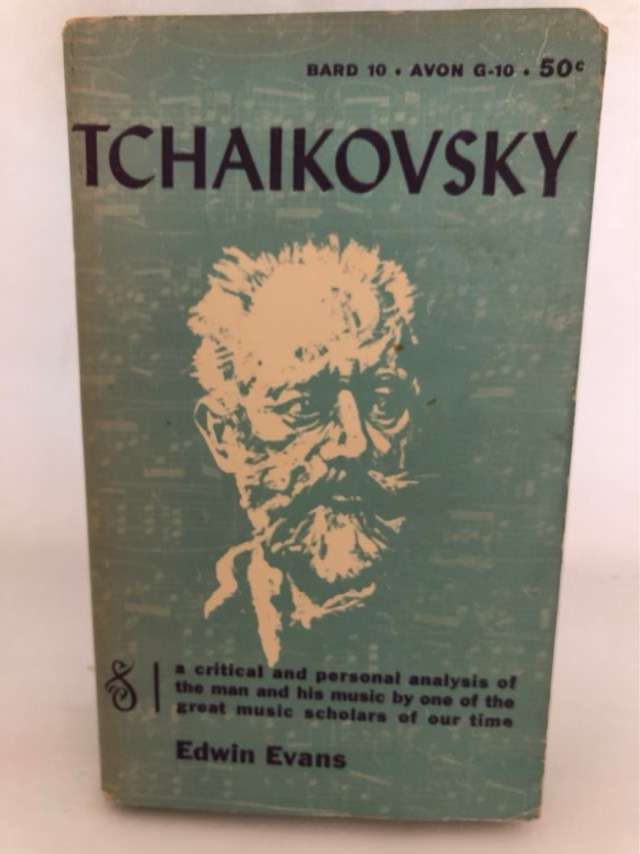 BARD 10 • AVON G-10 • 50¢
TCHAIKOVSKY
a critical and personal analysis of
the man and his music by one of the
great music scholars of our time
Edwin Evans